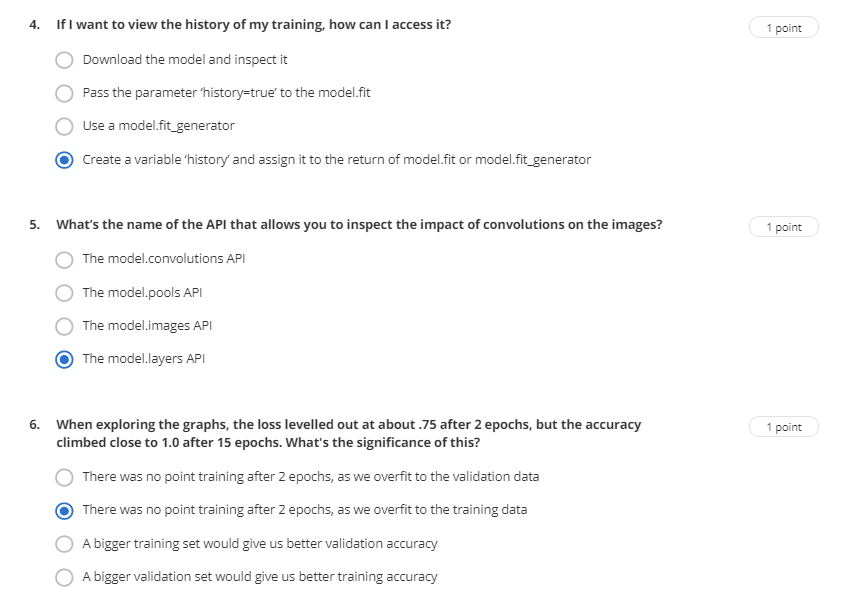 4. If I want to view the history of my training, how can I access it?
1 point
Download the model and inspect it
Pass the parameter 'history=true' to the model.fit
Use a model.fit_generator
Create a variable 'history' and assign it to the return of model.fit or model.fit_generator
5. What's the name of the API that allows you to inspect the impact of convolutions on the images?
1 point
The model.convolutions API
The model.pools API
The model.images API
The model.layers API
6. When exploring the graphs, the loss levelled out at about .75 after 2 epochs, but the accuracy
climbed close to 1.0 after 15 epochs. What's the significance of this?
1 point
There was no point training after 2 epochs, as we overfit to the validation data
There was no point training after 2 epochs, as we overfit to the training data
A bigger training set would give us better validation accuracy
A bigger validation set would give us better training accuracy